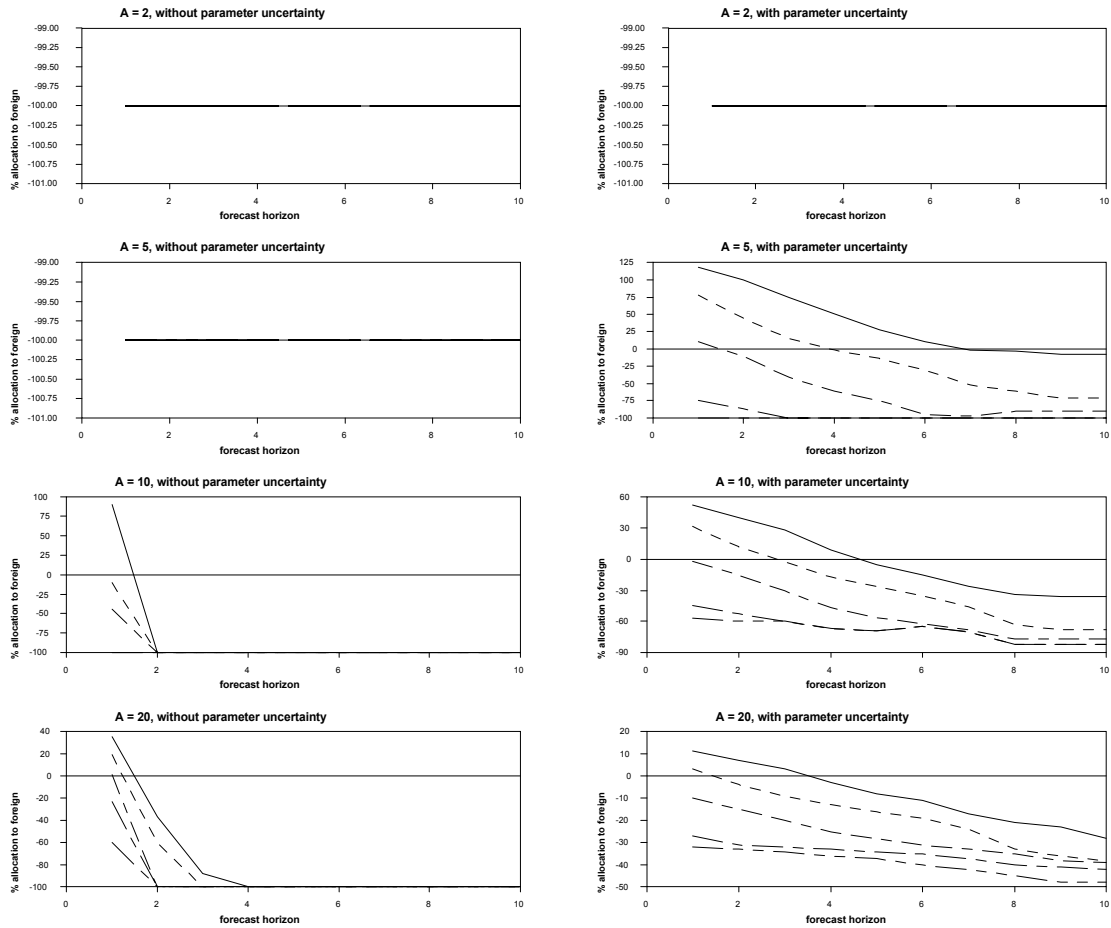 A = 2, without parameter uncertainty
% allocation to foreign
-99.00
-99.25
-99.50
-99.75
-100.00
-100.25
-100.50
-100.75
-101.00
0 2 4 6 8 10
forecast horizon
A = 2, with parameter uncertainty
% allocation to foreign
-99.00
-99.25
-99.50
-99.75
-100.00
-100.25
-100.50
-100.75
-101.00
0 2 4 6 8 10
forecast horizon
A = 5, without parameter uncertainty
% allocation to foreign
-99.00
-99.25
-99.50
-99.75
-100.00
-100.25
-100.50
-100.75
-101.00
0 2 4 6 8 10
forecast horizon
A = 5, with parameter uncertainty
% allocation to foreign
125
100
75
50
25
0
-25
-50
-75
-100
0 2 4 6 8 10
forecast horizon
A = 10, without parameter uncertainty
% allocation to foreign
100
75
50
25
0
-25
-50
-75
-100
0 2 4 6 8 10
forecast horizon
A = 10, with parameter uncertainty
% allocation to foreign
60
30
0
-30
-60
-90
0 2 4 6 8 10
forecast horizon
A = 20, without parameter uncertainty
% allocation to foreign
40
20
0
-20
-40
-60
-80
-100
0 2 4 6 8 10
forecast horizon
A = 20, with parameter uncertainty
% allocation to foreign
20
10
0
-10
-20
-30
-40
-50
0 2 4 6 8 10
forecast horizon